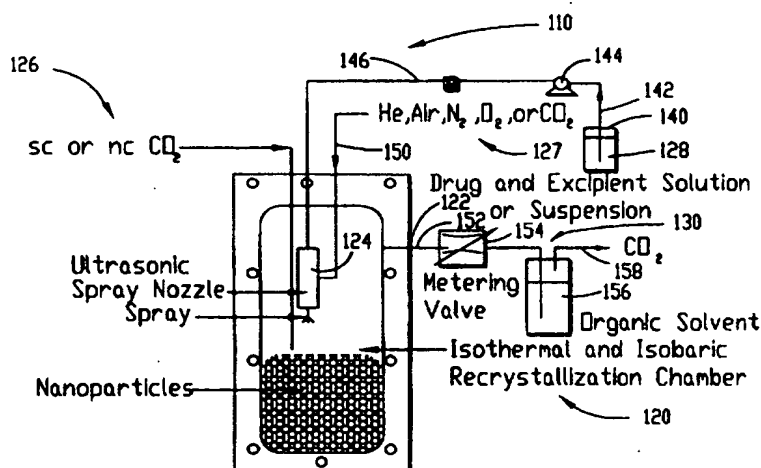 110
126
146
144
142
He,Air,N₂,O₂,orCO₂
140
sc or nc CO₂
150
127
128
Drug and Excipient Solution
or Suspension
122
152
154
130
CO₂
124
158
Ultrasonic
Spray Nozzle
Metering
Valve
156
Spray
Organic Solvent
Isothermal and Isobaric
Recrystallization Chamber
Nanoparticles
120